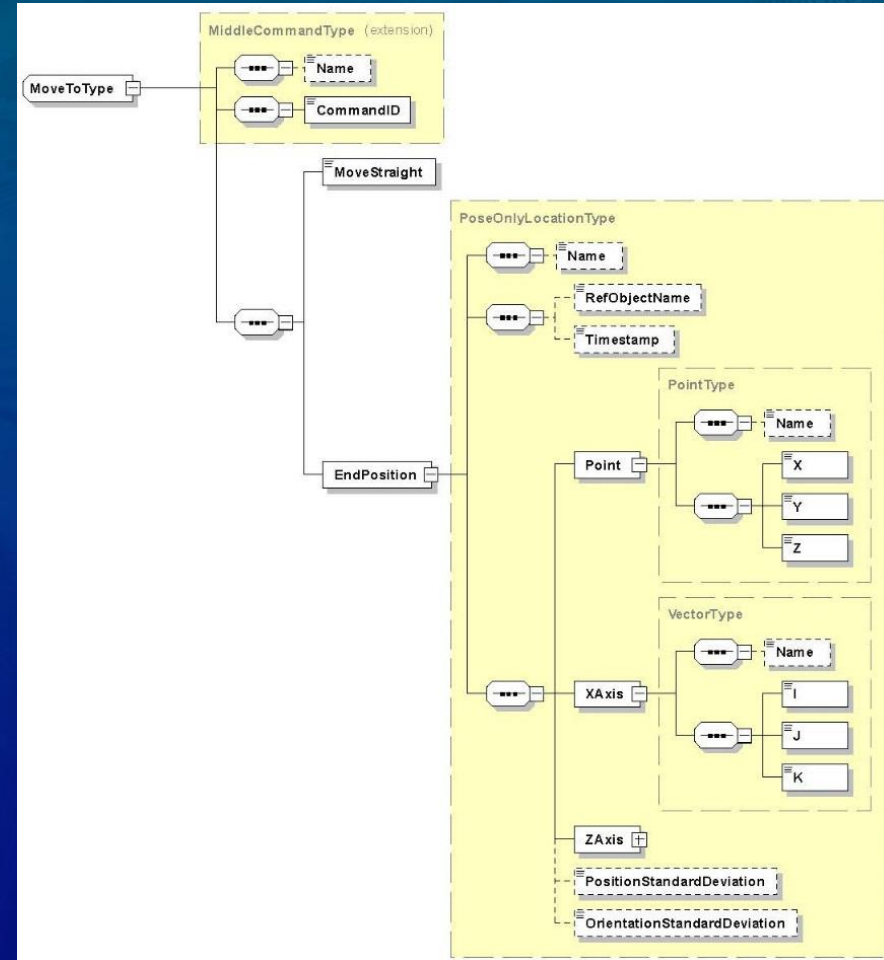 MiddleCommandType (extension)
Name
MoveToType
CommandID
MoveStraight
PoseOnlyLocationType
Name
RefObjectName
Timestamp
PointType
Name
EndPosition
Point
X
Y
Z
VectorType
Name
XAxis
I
J
K
ZAxis
PositionStandardDeviation
OrientationStandardDeviation